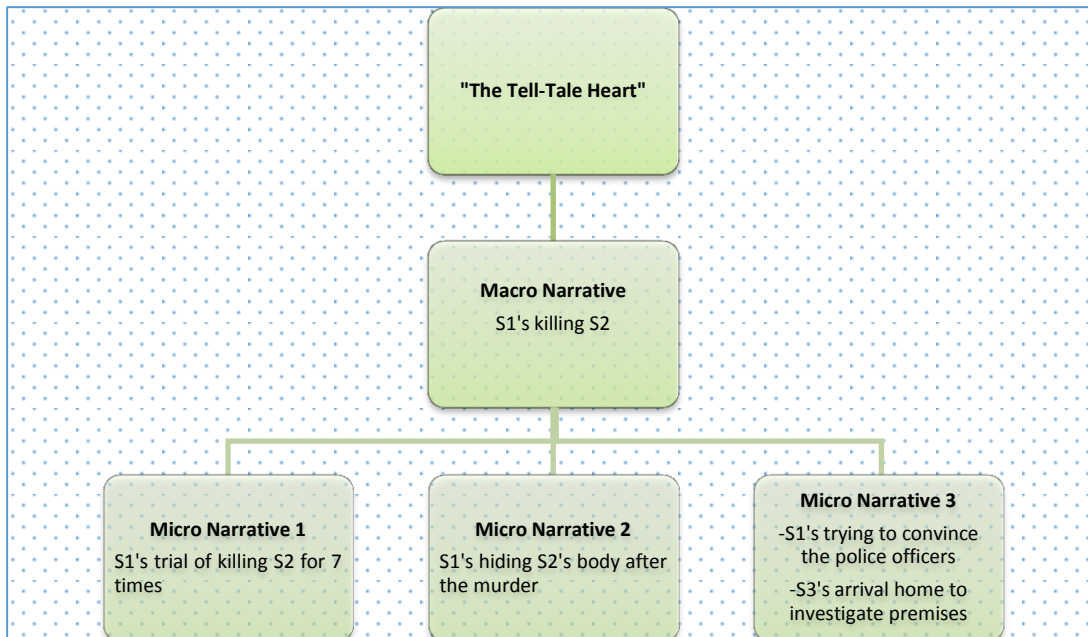 "The Tell-Tale Heart"
Macro Narrative
S1's killing S2
Micro Narrative 1
S1's trial of killing S2 for 7
times
Micro Narrative 2
S1's hiding S2's body after
the murder
Micro Narrative 3
-S1's trying to convince
the police officers
-S3's arrival home to
investigate premises